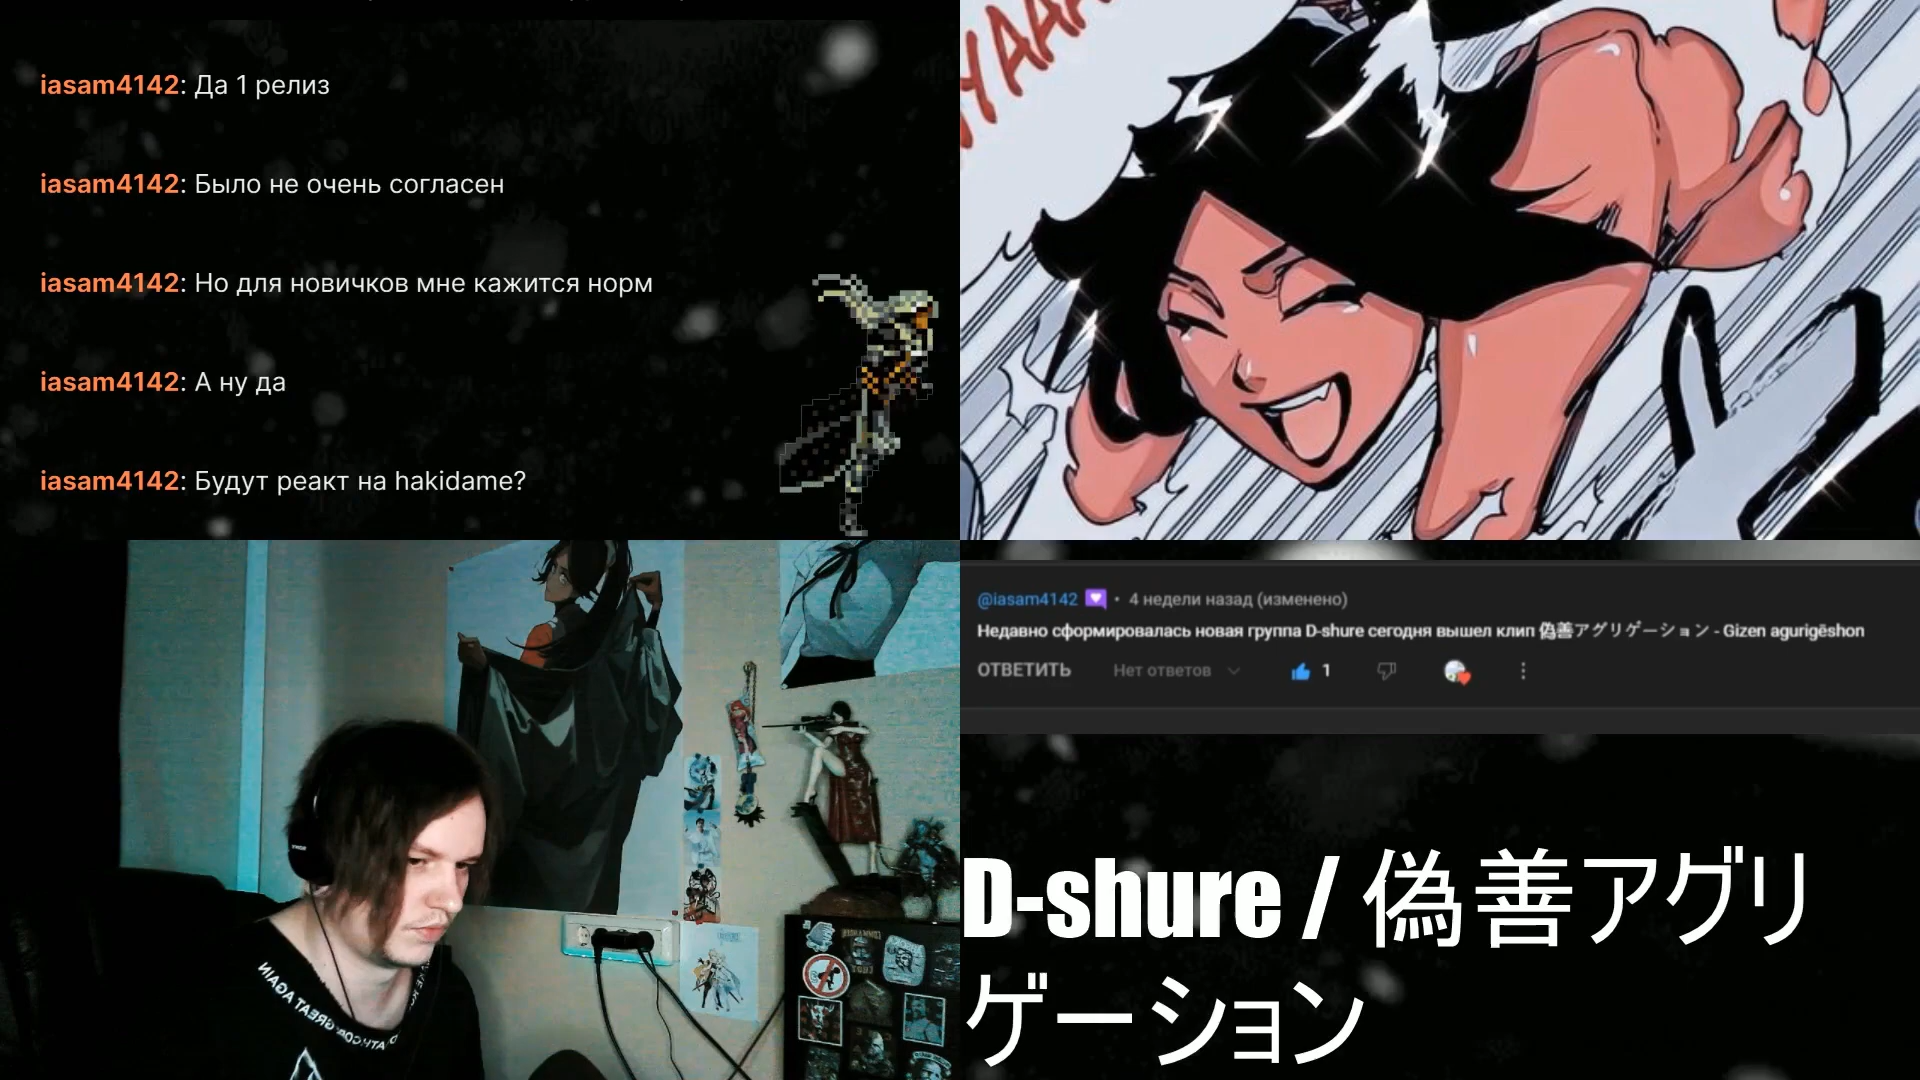 iasam4142: Да 1 релиз
iasam4142: Было не очень согласен
iasam4142: Но для новичков мне кажится норм
iasam4142: А ну да
iasam4142: Будут реакт на hakidame?
YAAA
@iasam4142 • 4 недели назад (изменено)
Недавно сформировалась новая группа D-shure сегодня вышел клип 偽善アグリゲーション - Gizen agurigēshon
ОТВЕТИТЬ Нет ответов 1
D-shure / 偽善アグリ
ゲーション